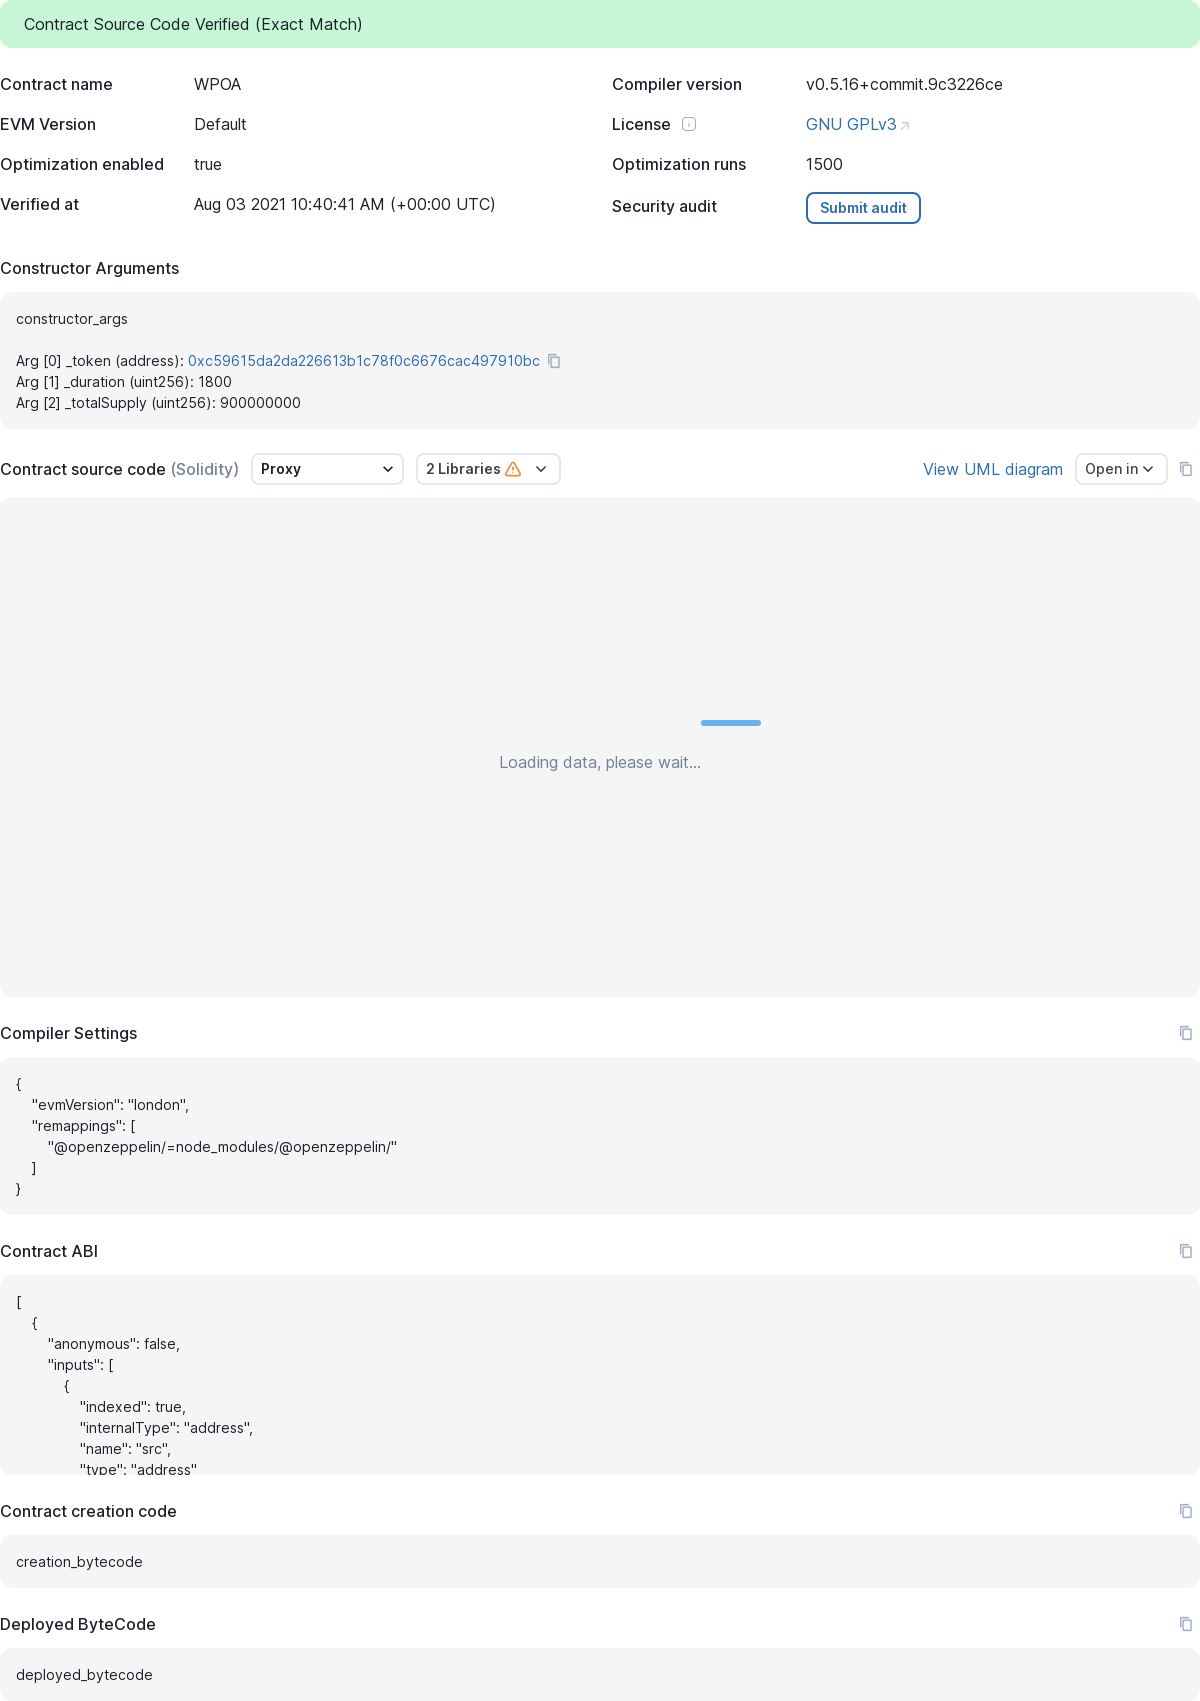 Contract Source Code Verified (Exact Match)
Contract name WPOA
Compiler version v0.5.16+commit.9c3226ce
EVM Version Default
License GNU GPLv3
Optimization enabled true
Optimization runs 1500
Verified at Aug 03 2021 10:40:41 AM (+00:00 UTC)
Security audit Submit audit
Constructor Arguments
constructor_args
Arg [0] _token (address): 0xc59615da2da226613b1c78f0c6676cac497910bc
Arg [1] _duration (uint256): 1800
Arg [2] _totalSupply (uint256): 900000000
Contract source code (Solidity) Proxy 2 Libraries View UML diagram Open in
Loading data, please wait...
Compiler Settings
{
"evmVersion": "london",
"remappings": [
"@openzeppelin/=node_modules/@openzeppelin/"
]
}
Contract ABI
[
{
"anonymous": false,
"inputs": [
{
"indexed": true,
"internalType": "address",
"name": "src",
"type": "address"
Contract creation code
creation_bytecode
Deployed ByteCode
deployed_bytecode